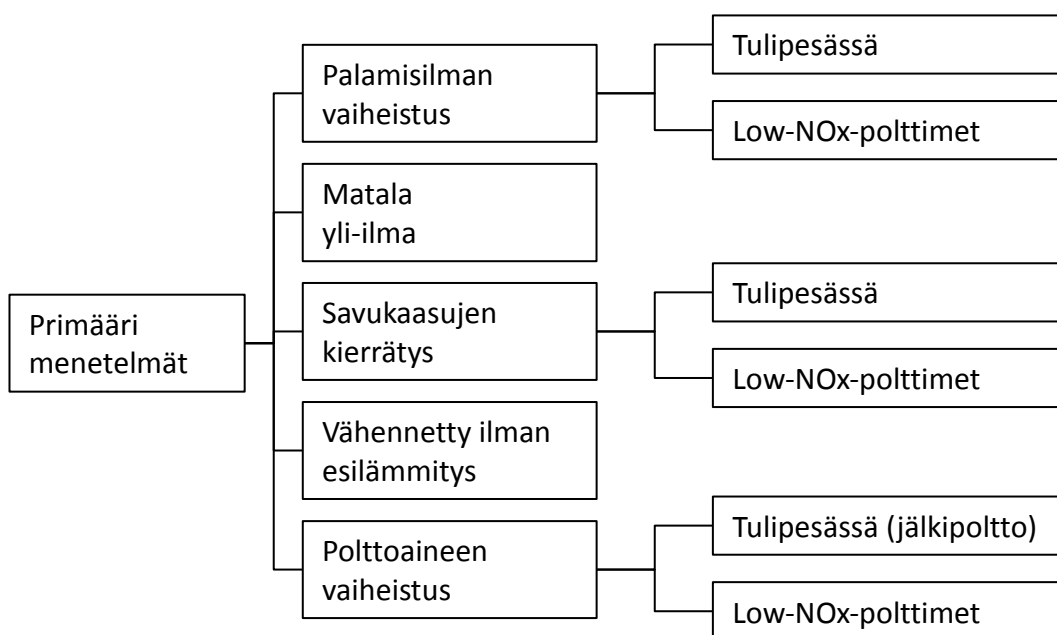 Primääri
menetelmät
Palamisilman
vaiheistus
Tulipesässä
Low-NOx-polttimet
Matala
yli-ilma
Savukaasujen
kierrätys
Tulipesässä
Low-NOx-polttimet
Vähennetty ilman
esilämmitys
Polttoaineen
vaiheistus
Tulipesässä (jälkipoltto)
Low-NOx-polttimet